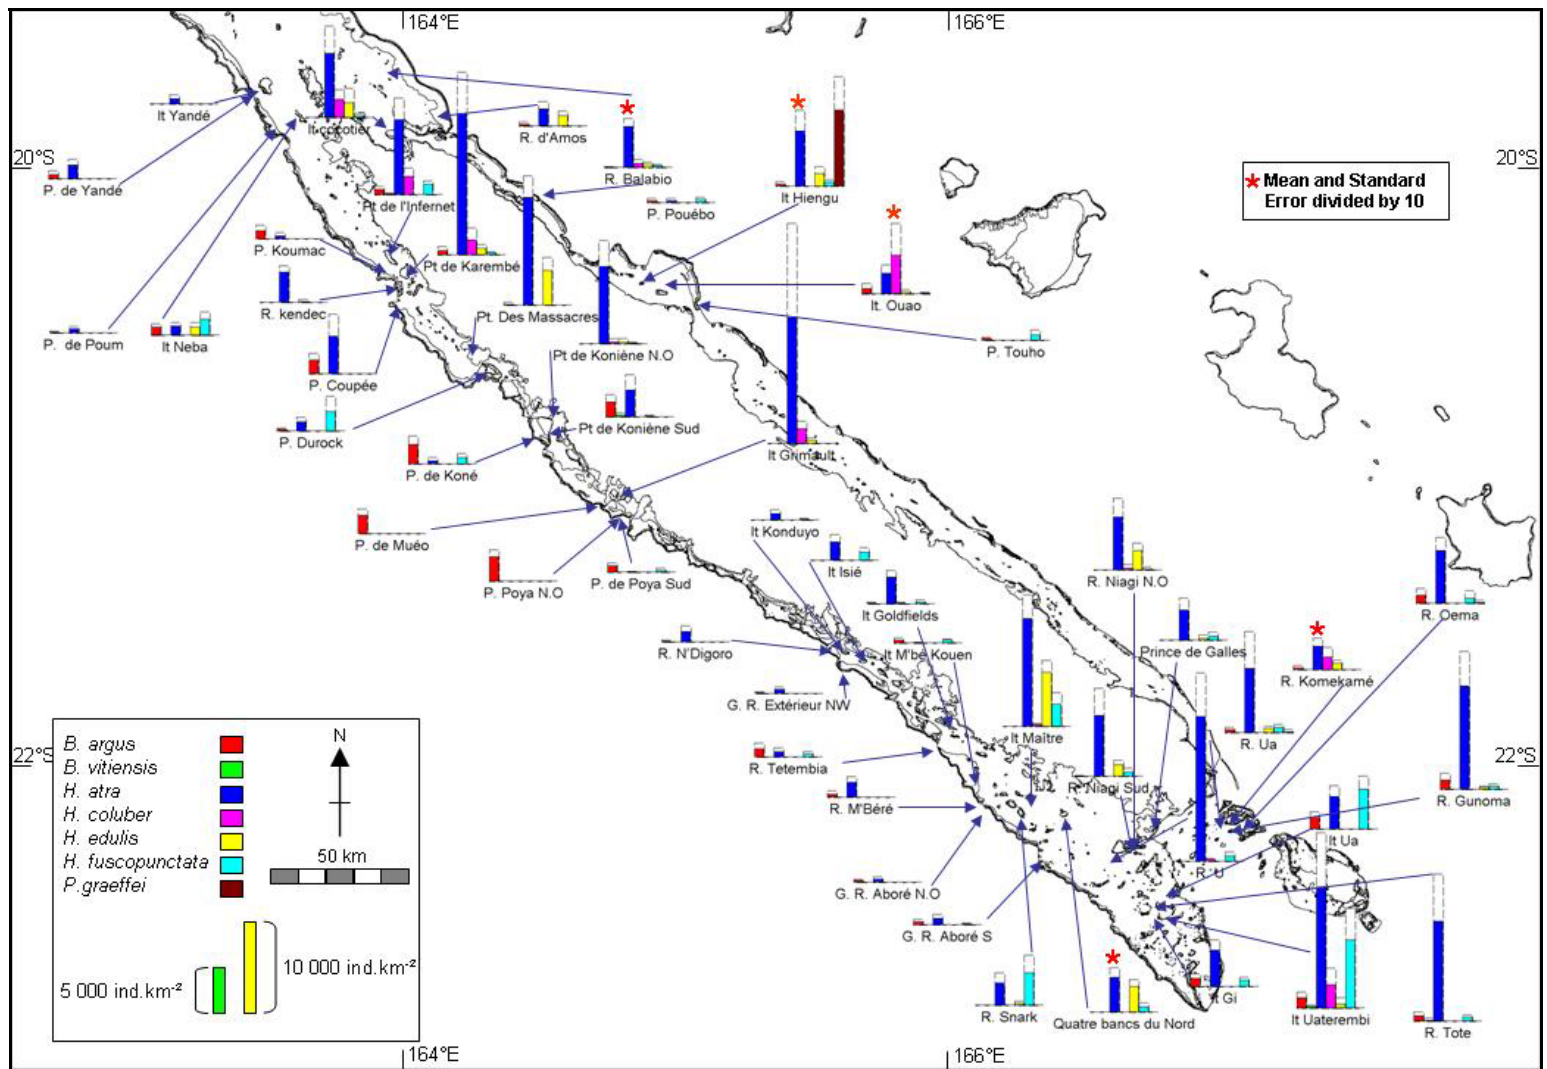 164°E
166°E
It Yandé
It cocotier
R. d'Amos
20°S
20°S
R. Balabio
Mean and Standard
Error divided by 10
P. de Yandé
Pt de l'Infernet
P. Pouébo
It Hiengu
P. Koumac
Pt de Karembé
R. kendec
It. Ouao
Pt. Des Massacres
P. de Poum
It Neba
Pt de Koniène N.O
P. Touho
P. Coupée
P. Durock
Pt de Koniène Sud
It Grimault
P. de Koné
It Konduyo
P. de Muéo
It Isié
R. Niagi N.O
P. Poya N.O
P. de Poya Sud
It Goldfields
R. Oema
R. N'Digoro
It M'bé Kouen
Prince de Galles
R. Komekamé
G. R. Extérieur NW
It Maître
R. Ua
22°S
22°S
R. Tetembia
R. Niagi Sud
R. Gunoma
R. M'Béré
It Ua
R. U
G. R. Aboré N.O
G. R. Aboré S
It Gi
R. Snark
Quatre bancs du Nord
It Uaterembi
R. Tote
B. argus
B. vitiensis
H. atra
H. coluber
H. edulis
H. fuscopunctata
P.graeffei
N
50 km
10 000 ind.km⁻²
5 000 ind.km⁻²
164°E
166°E